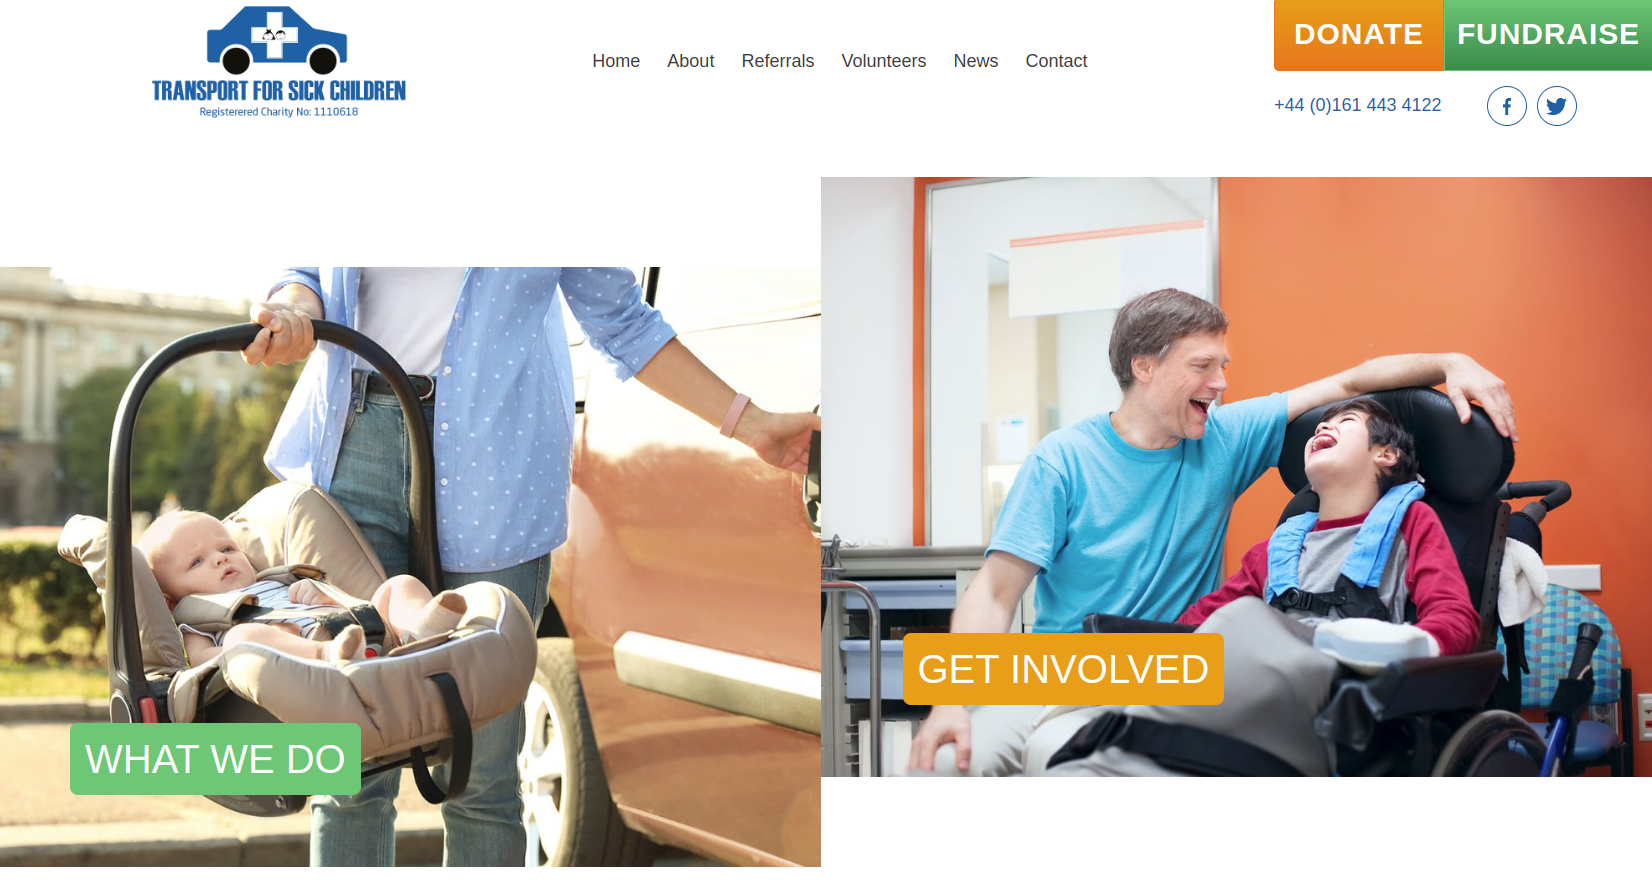 TRANSPORT FOR SICK CHILDREN
Registerered Charity No: 1110618
Home About Referrals Volunteers News Contact
DONATE FUNDRAISE
+44 (0)161 443 4122
WHAT WE DO
GET INVOLVED